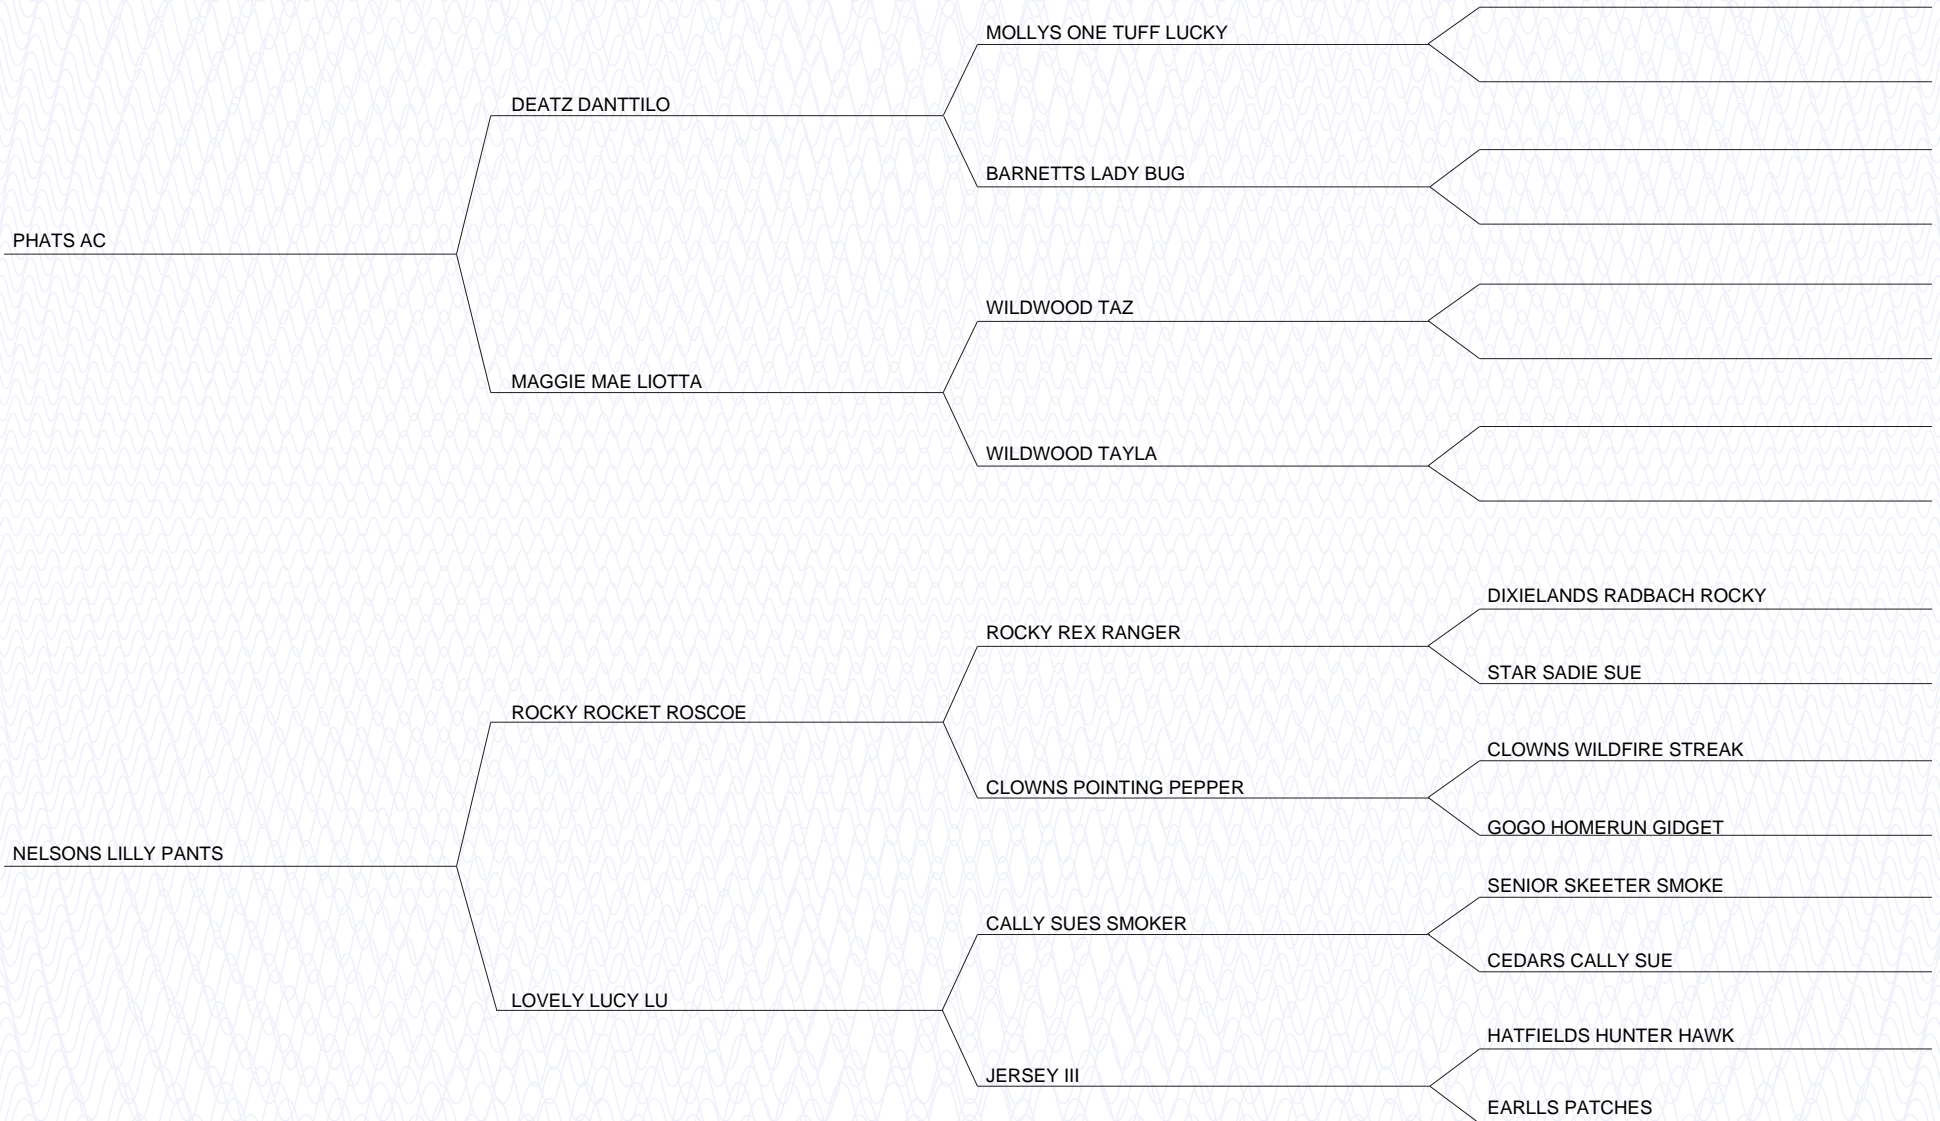 MOLLYS ONE TUFF LUCKY
DEATZ DANTTILO
BARNETTS LADY BUG
PHATS AC
WILDWOOD TAZ
MAGGIE MAE LIOTTA
WILDWOOD TAYLA
DIXIELANDS RADBACH ROCKY
ROCKY REX RANGER
STAR SADIE SUE
ROCKY ROCKET ROSCOE
CLOWNS WILDFIRE STREAK
CLOWNS POINTING PEPPER
GOGO HOMERUN GIDGET
NELSONS LILLY PANTS
SENIOR SKEETER SMOKE
CALLY SUES SMOKER
CEDARS CALLY SUE
LOVELY LUCY LU
HATFIELDS HUNTER HAWK
JERSEY III
EARLLS PATCHES